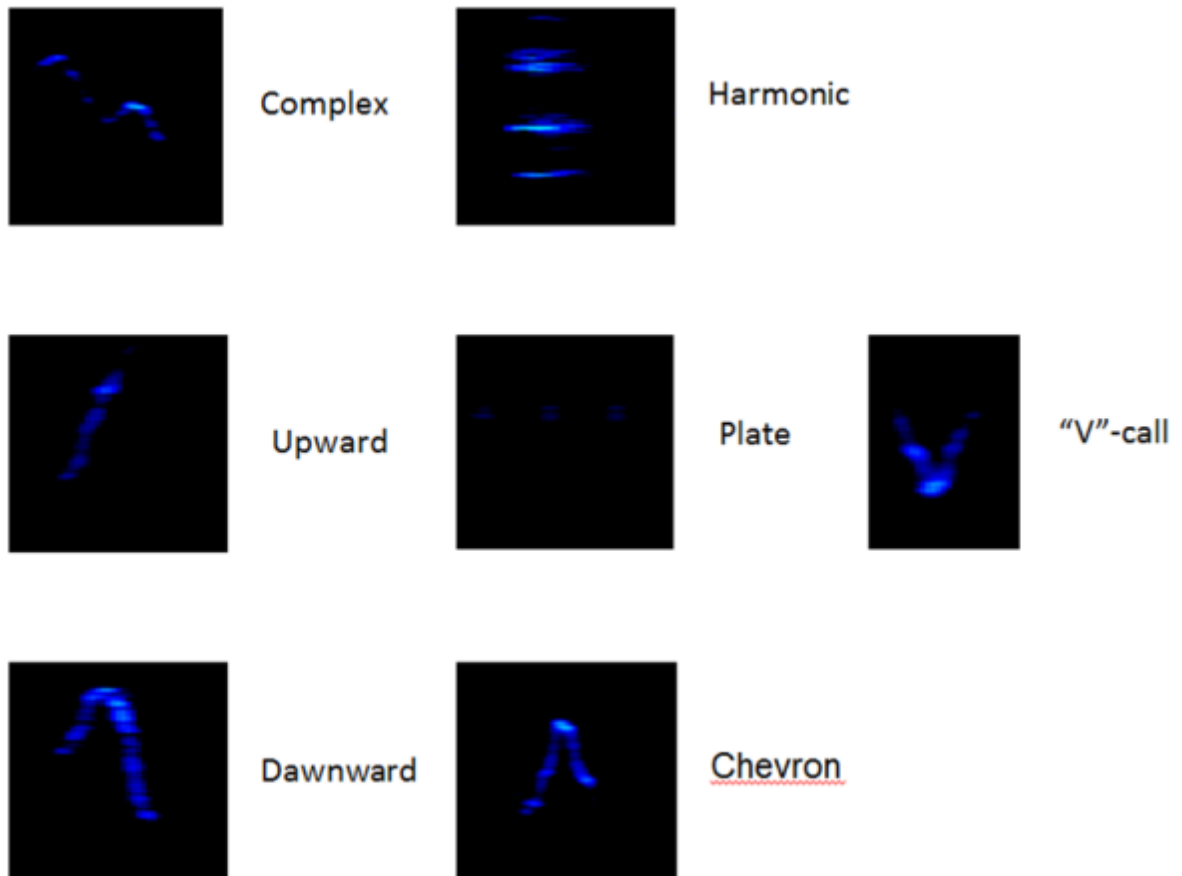 Complex
Harmonic
Upward
Plate
“V”-call
Dawnward
Chevron